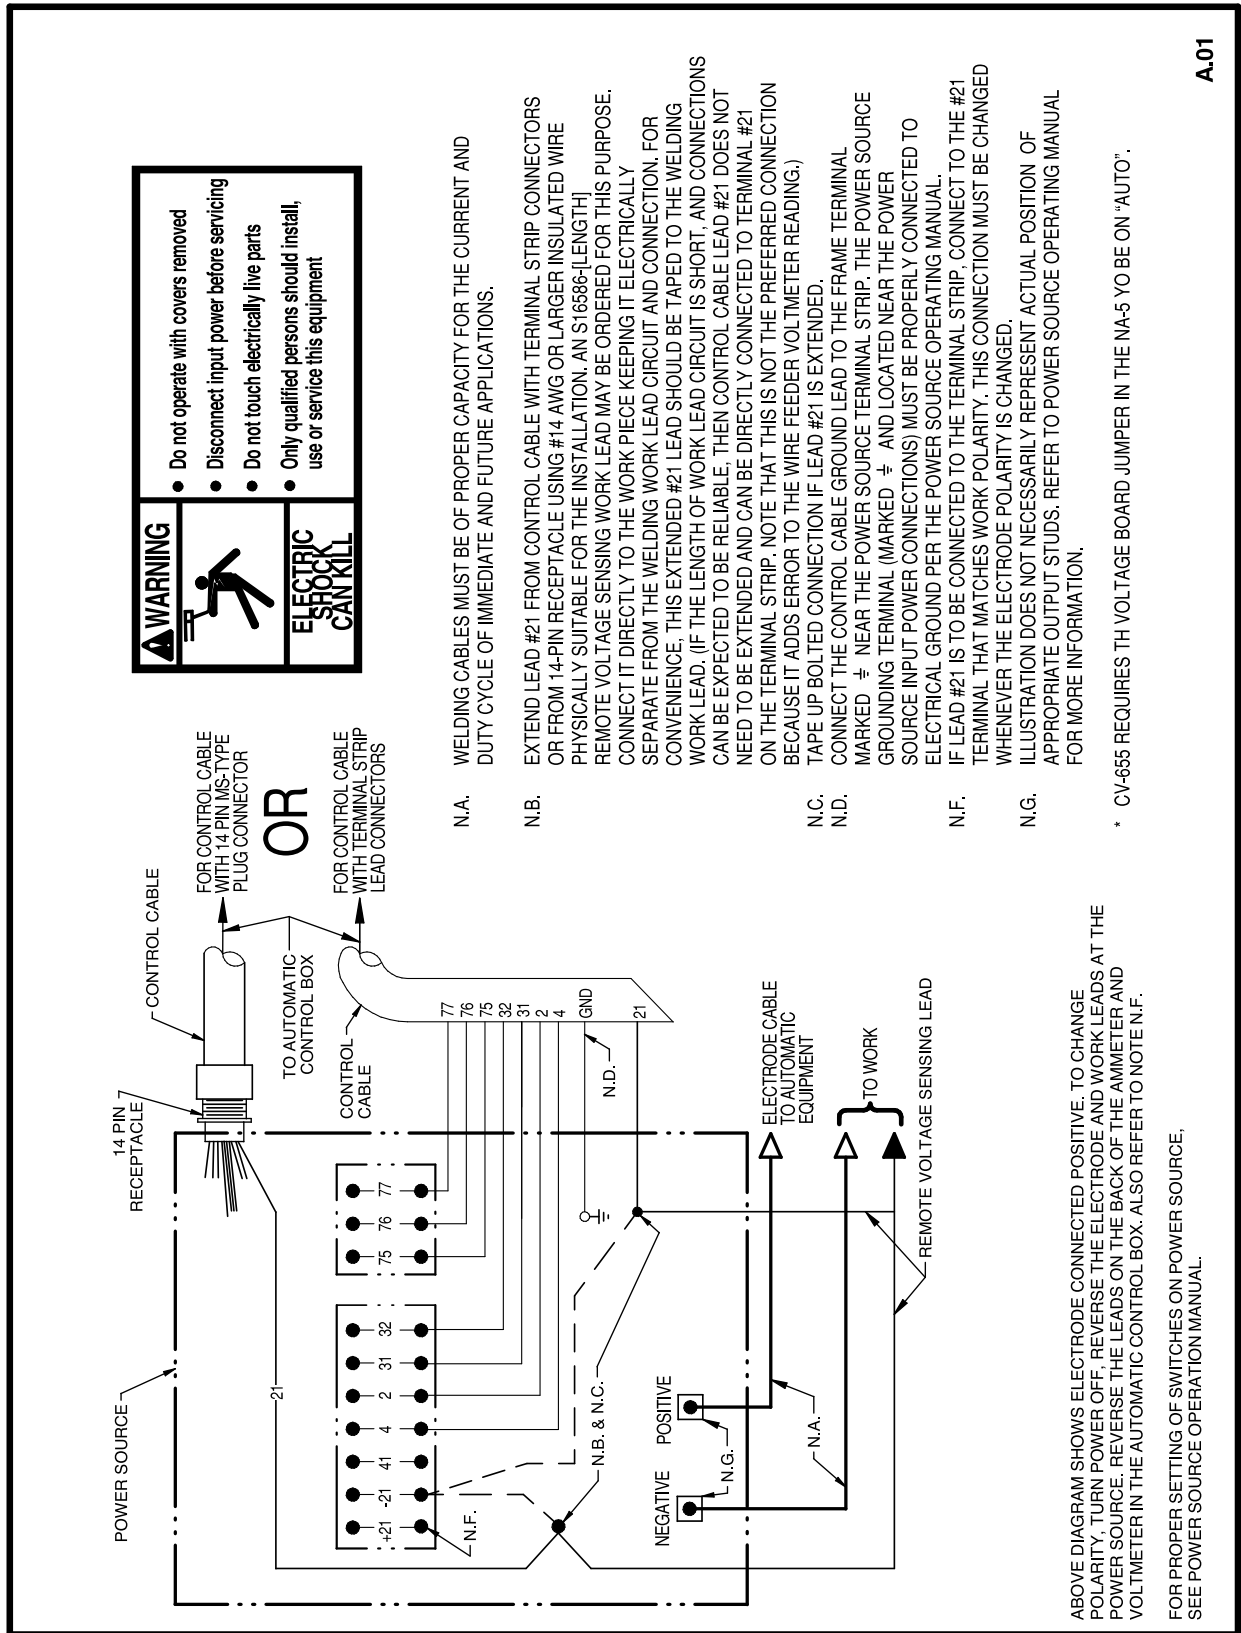 WARNING
ELECTRIC
SHOCK
CAN KILL
● Do not operate with covers removed
● Disconnect input power before servicing
● Do not touch electrically live parts
● Only qualified persons should install,
use or service this equipment
POWER SOURCE
14 PIN
RECEPTACLE
CONTROL CABLE
FOR CONTROL CABLE
WITH 14 PIN MS-TYPE
PLUG CONNECTOR
OR
TO AUTOMATIC
CONTROL BOX
FOR CONTROL CABLE
WITH TERMINAL STRIP
LEAD CONNECTORS
CONTROL
CABLE
21
+21
-21
41
4
2
31
32
75
76
77
77
76
75
32
31
2
4
GND
21
N.F.
N.D.
N.B. & N.C.
NEGATIVE
POSITIVE
N.G.
N.A.
ELECTRODE CABLE
TO AUTOMATIC
EQUIPMENT
TO WORK
REMOTE VOLTAGE SENSING LEAD
N.A. WELDING CABLES MUST BE OF PROPER CAPACITY FOR THE CURRENT AND
DUTY CYCLE OF IMMEDIATE AND FUTURE APPLICATIONS.
N.B. EXTEND LEAD #21 FROM CONTROL CABLE WITH TERMINAL STRIP CONNECTORS
OR FROM 14-PIN RECEPTACLE USING #14 AWG OR LARGER INSULATED WIRE
PHYSICALLY SUITABLE FOR THE INSTALLATION. AN S16586-[LENGTH]
REMOTE VOLTAGE SENSING WORK LEAD MAY BE ORDERED FOR THIS PURPOSE.
CONNECT IT DIRECTLY TO THE WORK PIECE KEEPING IT ELECTRICALLY
SEPARATE FROM THE WELDING WORK LEAD CIRCUIT AND CONNECTION. FOR
CONVENIENCE, THIS EXTENDED #21 LEAD SHOULD BE TAPED TO THE WELDING
WORK LEAD. (IF THE LENGTH OF WORK LEAD CIRCUIT IS SHORT, AND CONNECTIONS
CAN BE EXPECTED TO BE RELIABLE, THEN CONTROL CABLE LEAD #21 DOES NOT
NEED TO BE EXTENDED AND CAN BE DIRECTLY CONNECTED TO TERMINAL #21
ON THE TERMINAL STRIP. NOTE THAT THIS IS NOT THE PREFERRED CONNECTION
BECAUSE IT ADDS ERROR TO THE WIRE FEEDER VOLTMETER READING.)
N.C. TAPE UP BOLTED CONNECTION IF LEAD #21 IS EXTENDED.
N.D. CONNECT THE CONTROL CABLE GROUND LEAD TO THE FRAME TERMINAL
MARKED ⏚ NEAR THE POWER SOURCE TERMINAL STRIP. THE POWER SOURCE
GROUNDING TERMINAL (MARKED ⏚ AND LOCATED NEAR THE POWER
SOURCE INPUT POWER CONNECTIONS) MUST BE PROPERLY CONNECTED TO
ELECTRICAL GROUND PER THE POWER SOURCE OPERATING MANUAL.
N.F. IF LEAD #21 IS TO BE CONNECTED TO THE TERMINAL STRIP, CONNECT TO THE #21
TERMINAL THAT MATCHES WORK POLARITY. THIS CONNECTION MUST BE CHANGED
WHENEVER THE ELECTRODE POLARITY IS CHANGED.
N.G. ILLUSTRATION DOES NOT NECESSARILY REPRESENT ACTUAL POSITION OF
APPROPRIATE OUTPUT STUDS. REFER TO POWER SOURCE OPERATING MANUAL
FOR MORE INFORMATION.
* CV-655 REQUIRES TH VOLTAGE BOARD JUMPER IN THE NA-5 YO BE ON "AUTO".
ABOVE DIAGRAM SHOWS ELECTRODE CONNECTED POSITIVE. TO CHANGE
POLARITY, TURN POWER OFF, REVERSE THE ELECTRODE AND WORK LEADS AT THE
POWER SOURCE. REVERSE THE LEADS ON THE BACK OF THE AMMETER AND
VOLTMETER IN THE AUTOMATIC CONTROL BOX. ALSO REFER TO NOTE N.F.
FOR PROPER SETTING OF SWITCHES ON POWER SOURCE,
SEE POWER SOURCE OPERATION MANUAL.
A.01